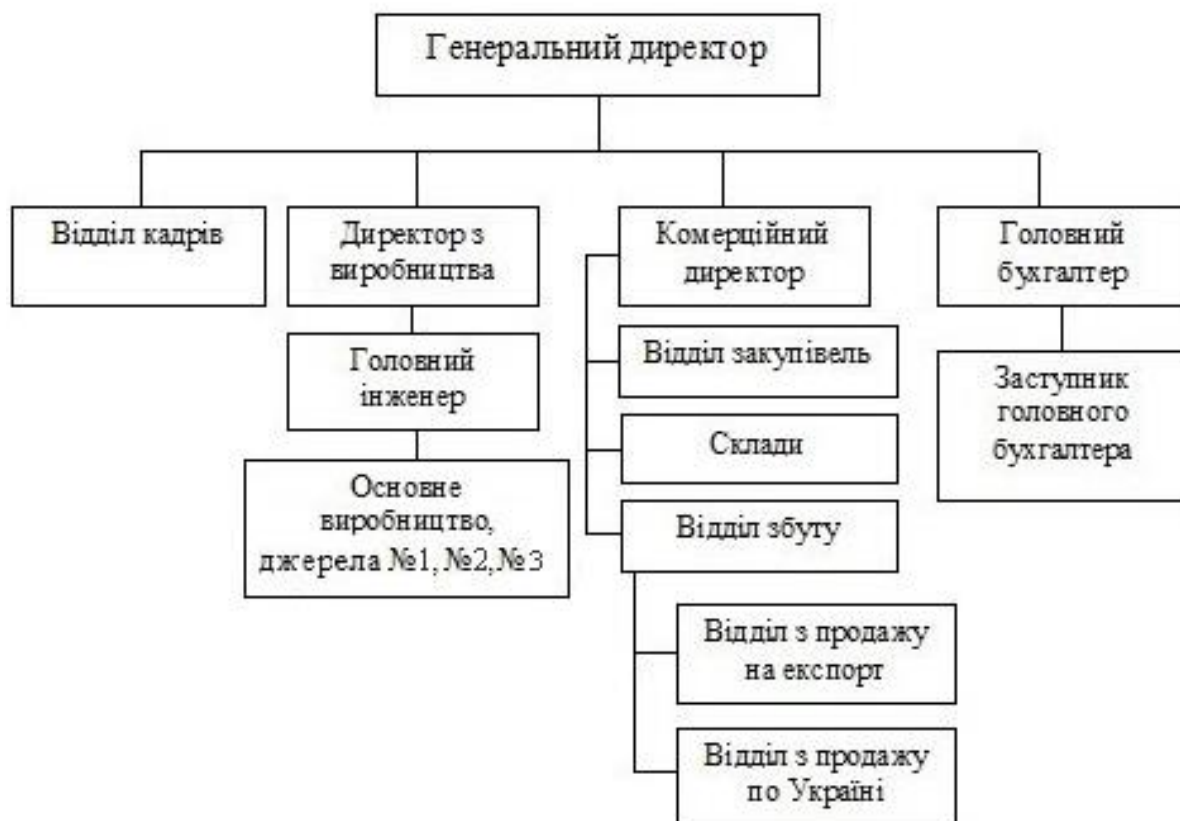 Генеральний директор
Відділ кадрів
Директор з
виробництва
Комерційний
директор
Головний
бухгалтер
Головний
інженер
Відділ закупівель
Заступник
головного
бухгалтера
Склади
Основне
виробництво,
джерела №1, №2, №3
Відділ збуту
Відділ з продажу
на експорт
Відділ з продажу
по Україні